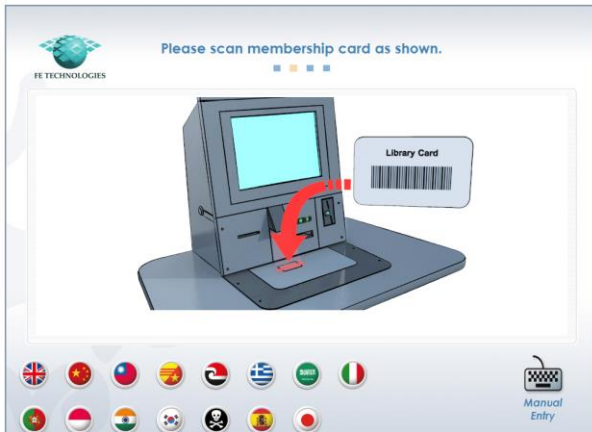 Please scan membership card as shown.
FE TECHNOLOGIES
Library Card
Manual
Entry